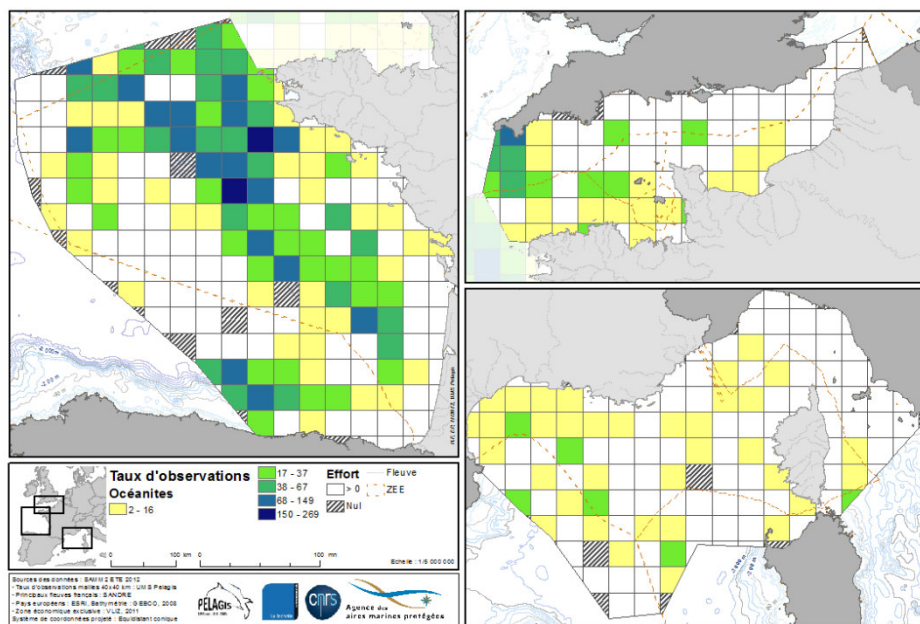 Taux d'observations
Océanites
2 - 16
17 - 37
38 - 67
68 - 149
150 - 269
Effort
> 0
Nul
Fleuve
ZEE
0
100 km
0
100 mn
Echelle : 1/5 000 000
Sources des données : SAMM 2 ETE 2012
- Taux d'observations mailles 40x40 km : UMS Pelagis
- Principaux fleuves français : SANDRE
- Pays européens : ESRI, Bathymétrie : GEBCO, 2008
- Zone économique exclusive : VLIZ, 2011
Système de coordonnées projeté : Equidistant conique
PELAGIS
cnrs
Agence des
aires marines protégées